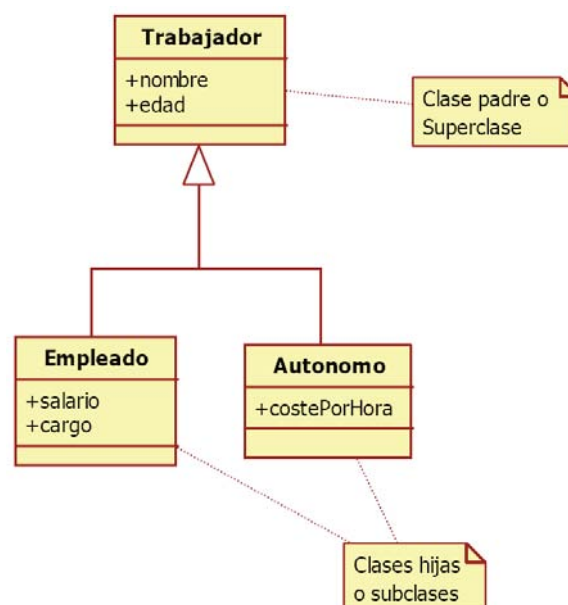 Trabajador
+nombre
+edad
Clase padre o
Superclase
Empleado
+salario
+cargo
Autonomo
+costePorHora
Clases hijas
o subclases